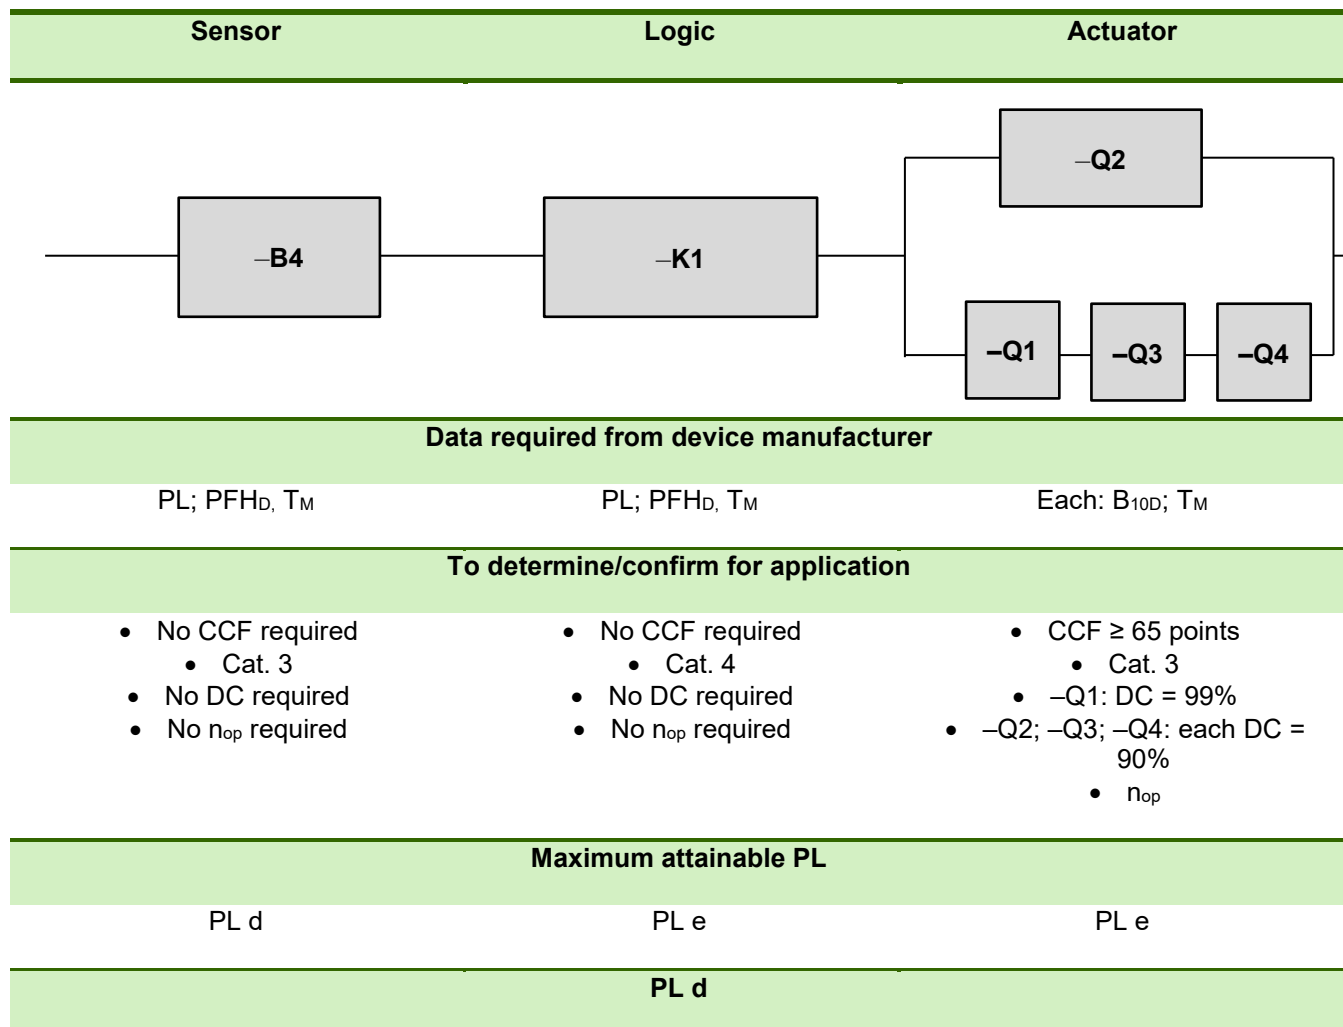 Sensor Logic Actuator
–Q2
–B4 –K1
–Q1 –Q3 –Q4
Data required from device manufacturer
PL; PFHD, TM PL; PFHD, TM Each: B10D; TM
To determine/confirm for application
• No CCF required
• Cat. 3
• No DC required
• No nop required
• No CCF required
• Cat. 4
• No DC required
• No nop required
• CCF ≥ 65 points
• Cat. 3
• –Q1: DC = 99%
• –Q2; –Q3; –Q4: each DC =
90%
• nop
Maximum attainable PL
PL d PL e PL e
PL d